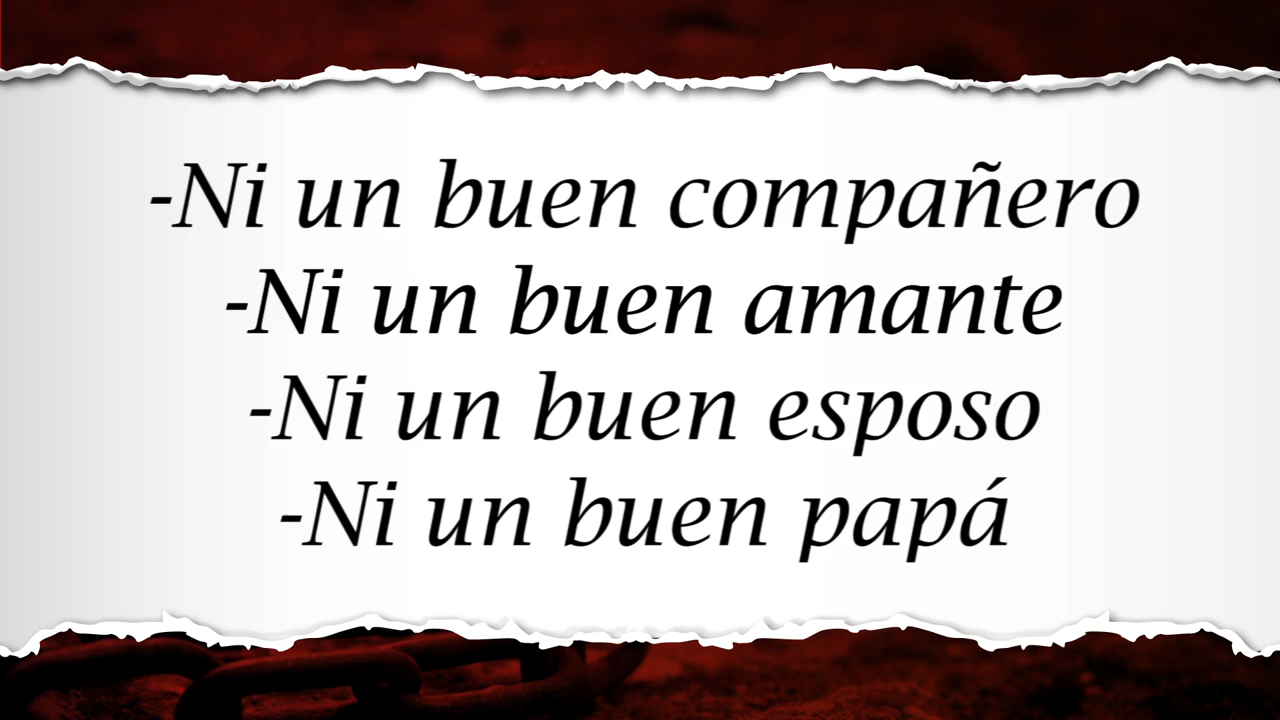 -Ni un buen compañero
-Ni un buen amante
-Ni un buen esposo
-Ni un buen papá